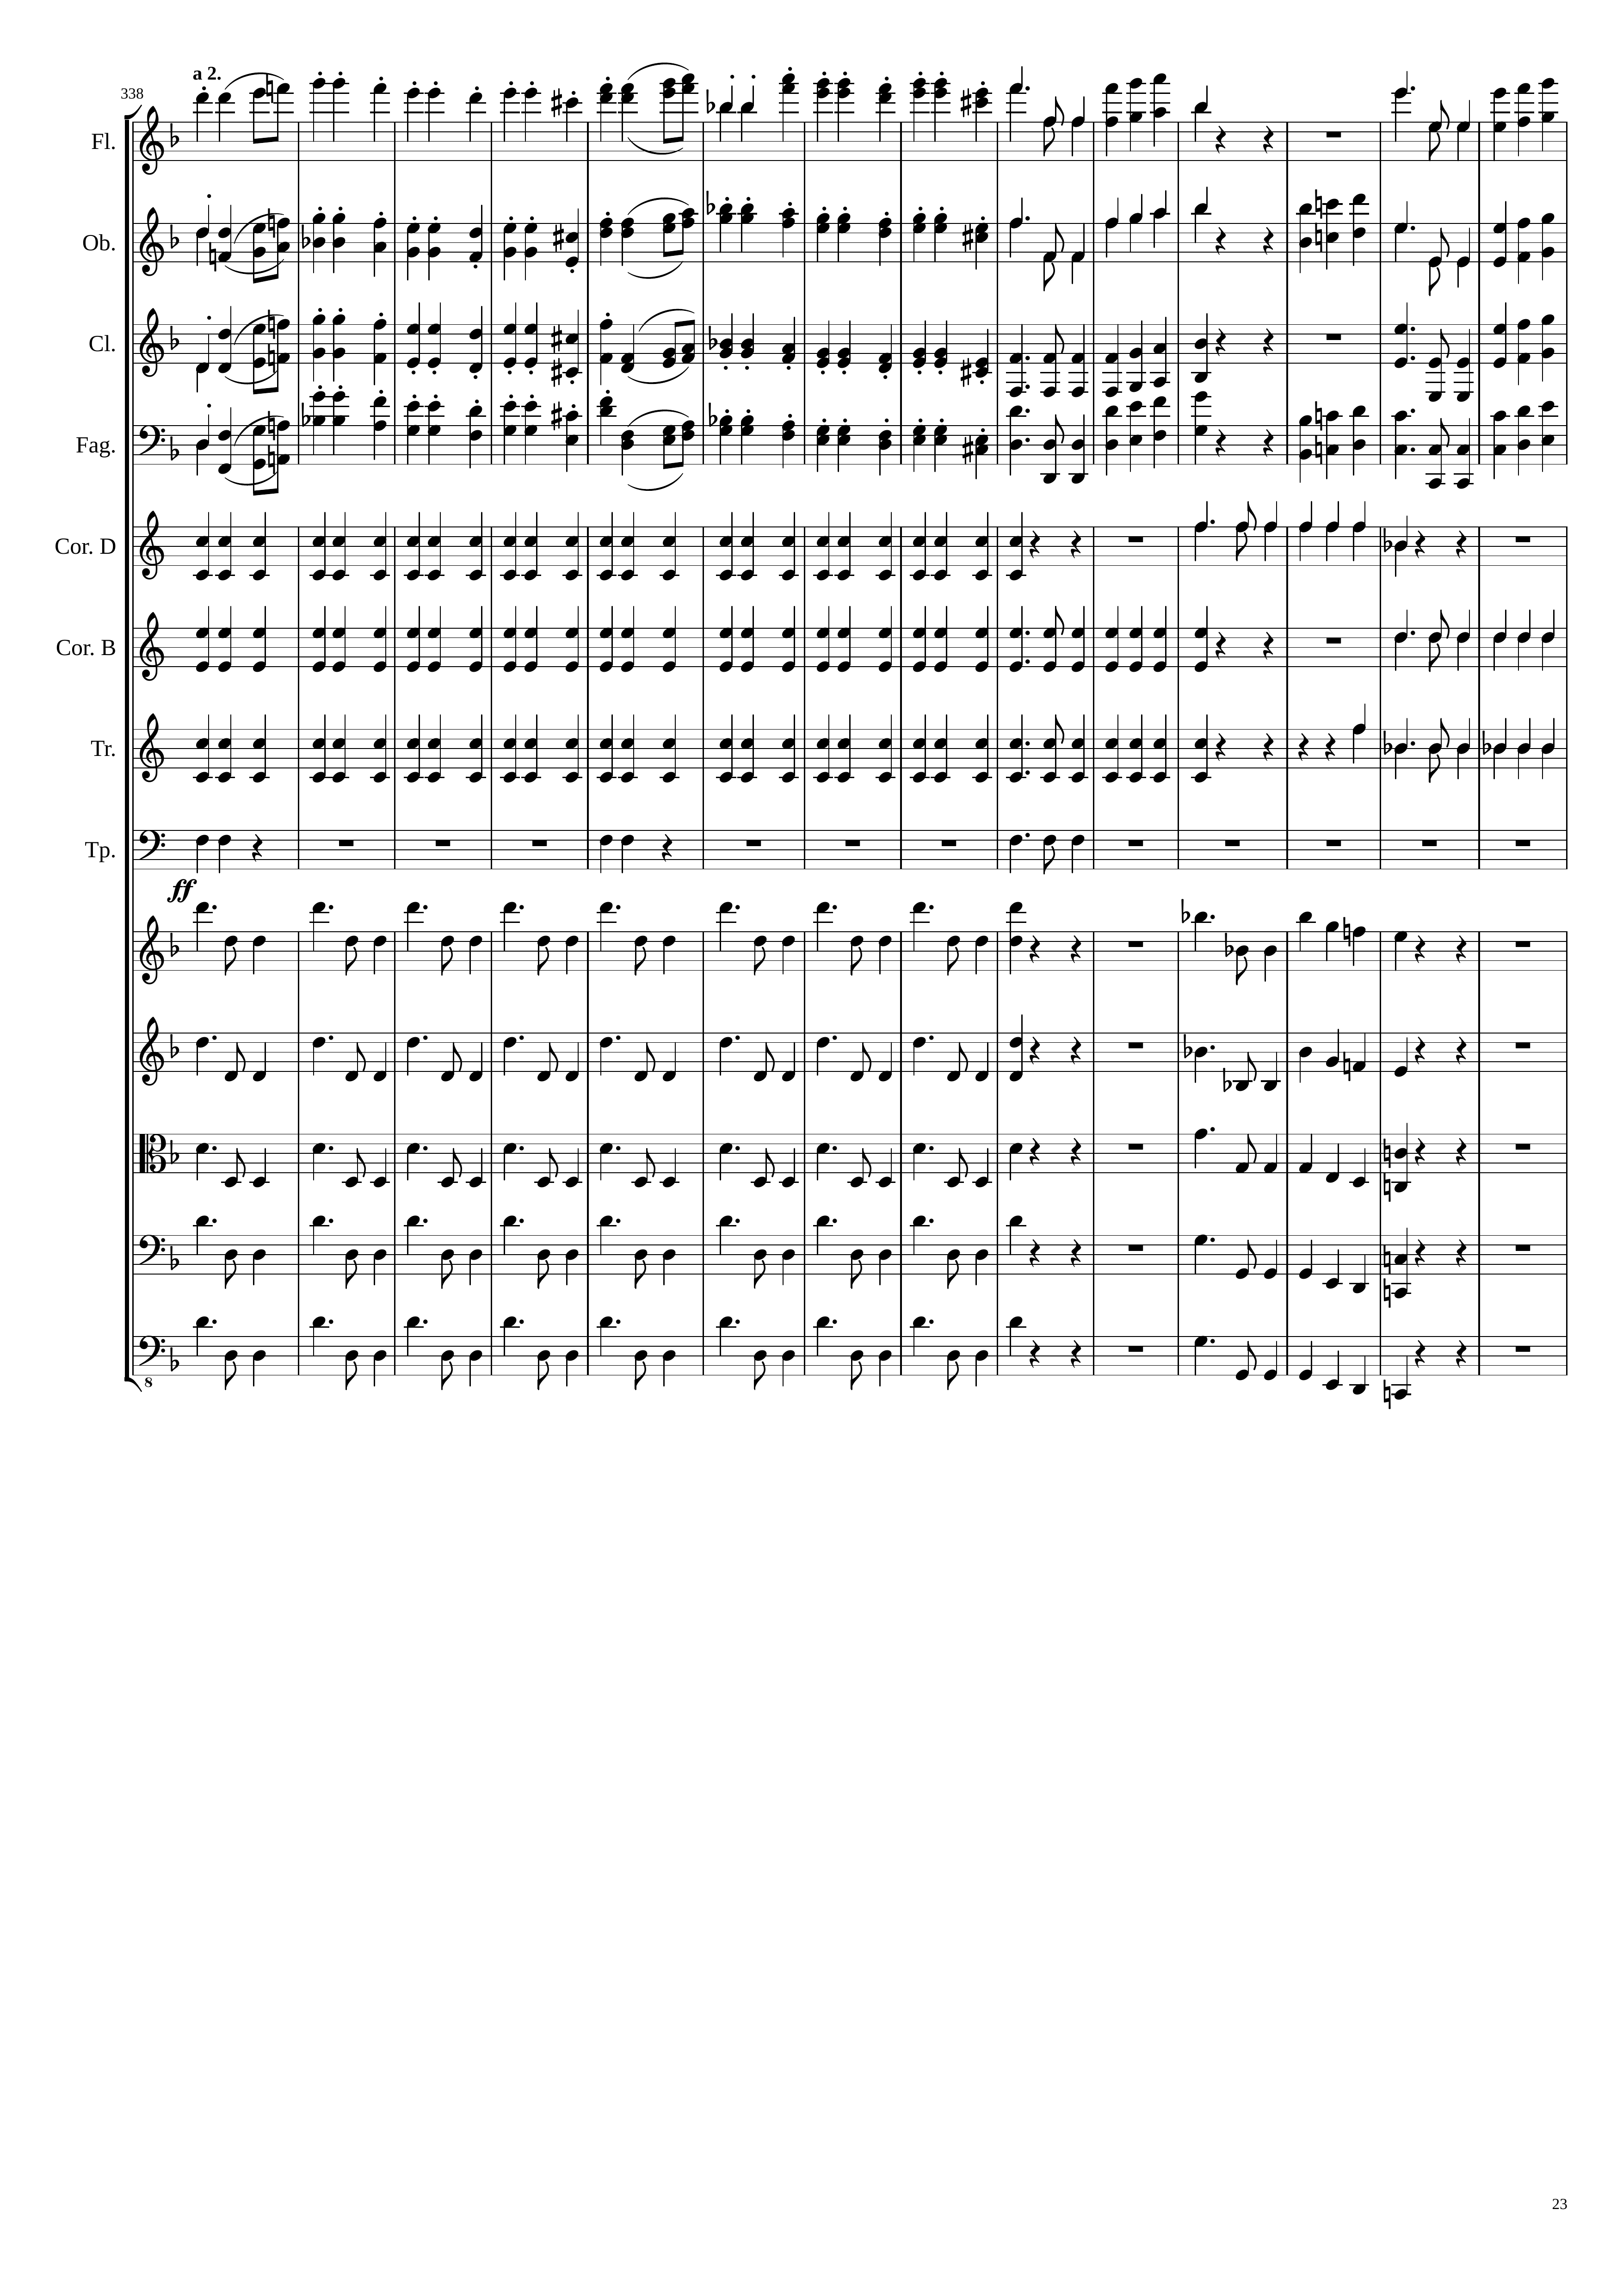 a 2.
338
Fl.
Ob.
Cl.
Fag.
Cor. D
Cor. B
Tr.
Tp.
ff
8
23